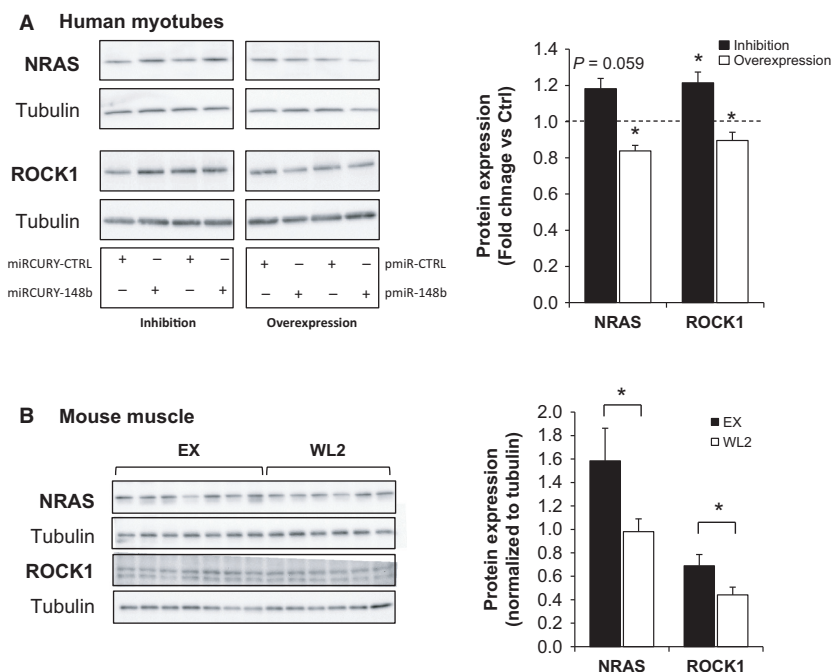 A Human myotubes
NRAS
Tubulin
ROCK1
Tubulin
miRCURY-CTRL + – + – + – + – pmiR-CTRL
miRCURY-148b – + – + – + – + pmiR-148b
Inhibition Overexpression
Protein expression
(Fold chnage vs Ctrl)
1.4
1.2
1.0
0.8
0.6
0.4
0.2
0.0
Inhibition
Overexpression
P = 0.059
*
*
*
NRAS ROCK1
B Mouse muscle
EX WL2
NRAS
Tubulin
ROCK1
Tubulin
Protein expression
(normalized to tubulin)
2.0
1.8
1.6
1.4
1.2
1.0
0.8
0.6
0.4
0.2
0.0
EX
WL2
*
*
NRAS ROCK1